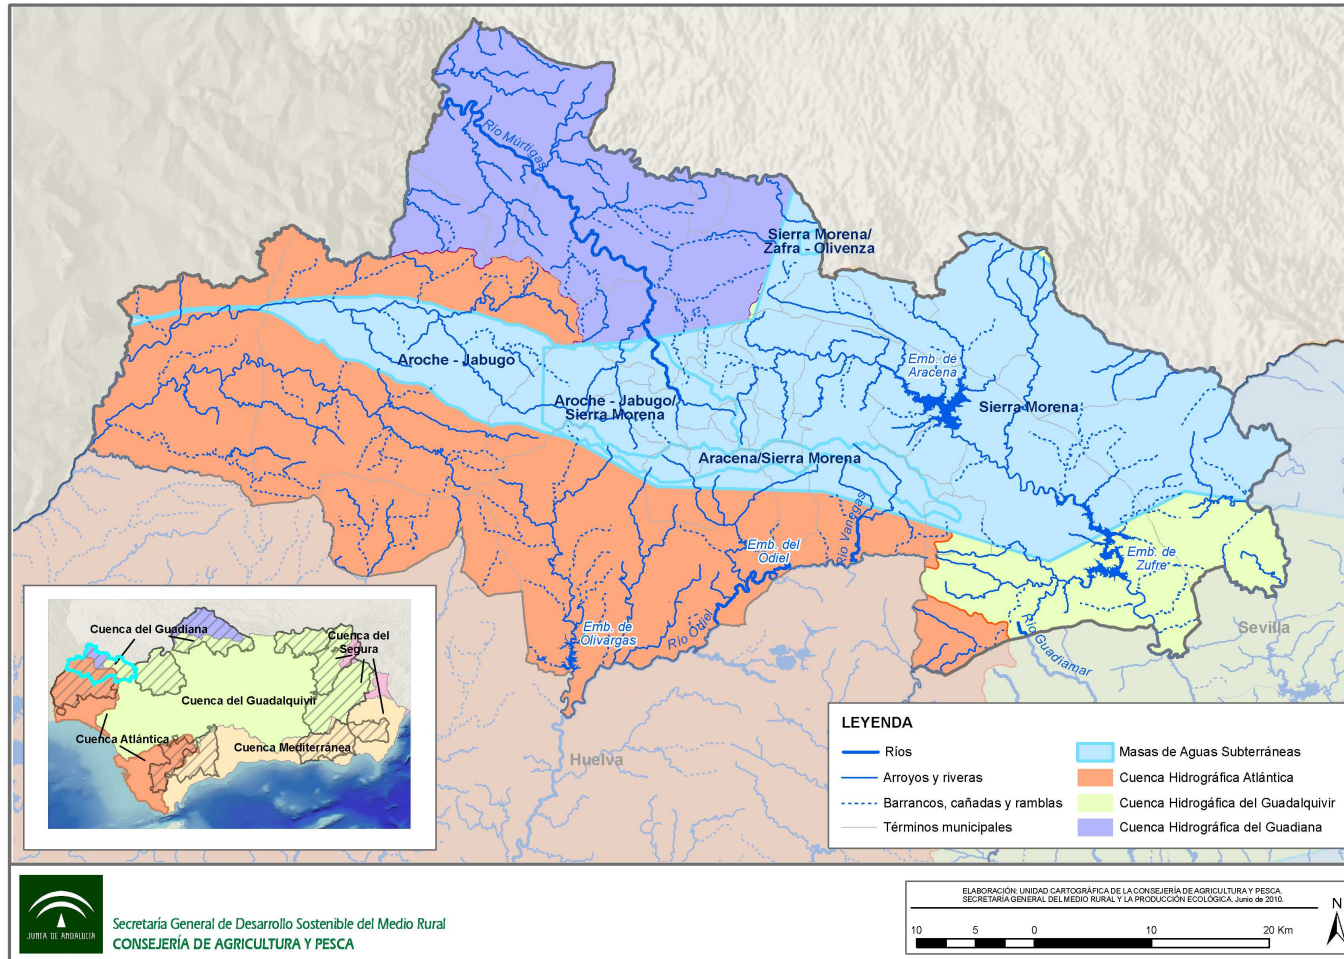 Río Múrtigas
Sierra Morena/
Zafra - Olivenza
Aroche - Jabugo
Emb. de
Aracena
Aroche - Jabugo/
Sierra Morena
Sierra Morena
Aracena/Sierra Morena
Río Vanegas
Emb. del
Odiel
Emb. de
Zufre
Emb. de
Olivargas
Río Odiel
Río Guadiamar
Sevilla
Huelva
Cuenca del Guadiana
Cuenca del
Segura
Cuenca del Guadalquivir
Cuenca Atlántica
Cuenca Mediterránea
LEYENDA
Ríos
Arroyos y riveras
Barrancos, cañadas y ramblas
Términos municipales
Masas de Aguas Subterráneas
Cuenca Hidrográfica Atlántica
Cuenca Hidrogáfica del Guadalquivir
Cuenca Hidrográfica del Guadiana
JUNTA DE ANDALUCIA
Secretaría General de Desarrollo Sostenible del Medio Rural
CONSEJERÍA DE AGRICULTURA Y PESCA
ELABORACIÓN: UNIDAD CARTOGRÁFICA DE LA CONSEJERÍA DE AGRICULTURA Y PESCA.
SECRETARÍA GENERAL DEL MEDIO RURAL Y LA PRODUCCIÓN ECOLÓGICA. Junio de 2010.
10 5 0 10 20 Km
N